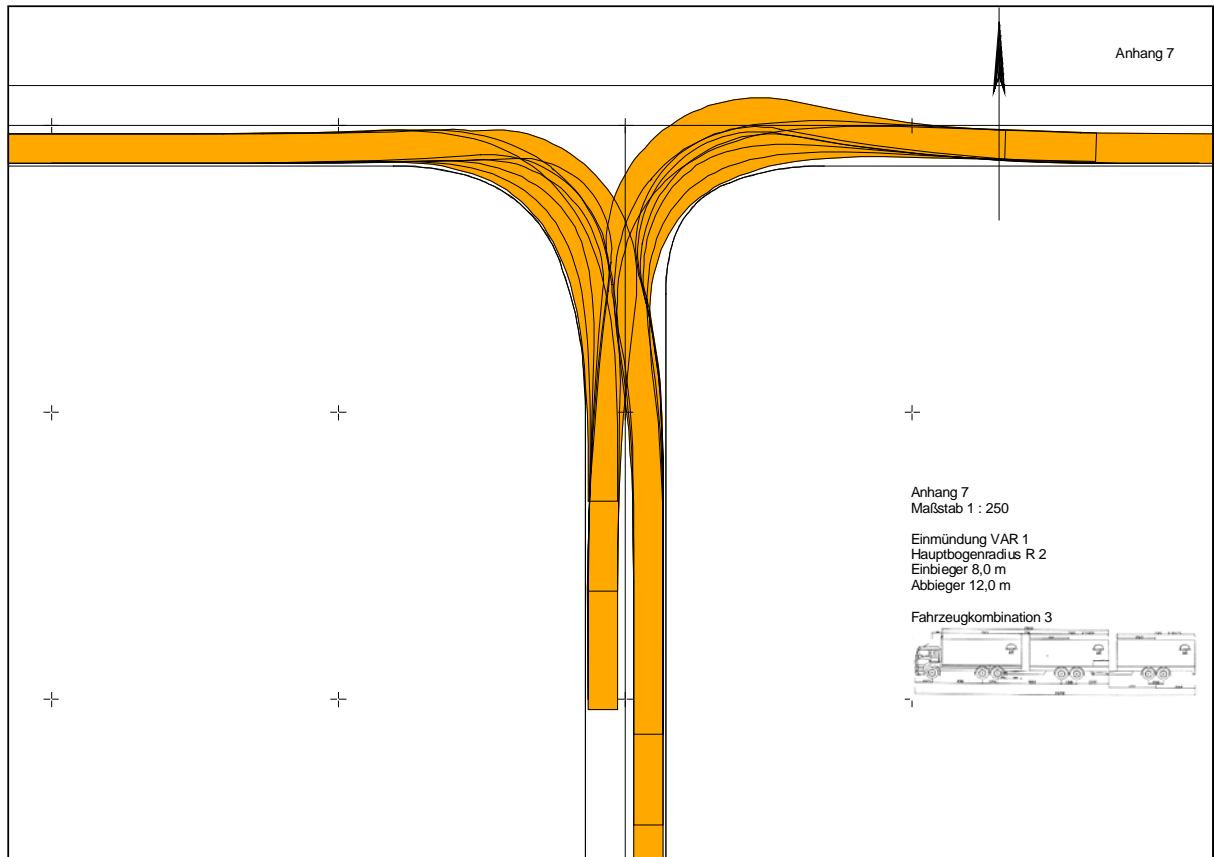 Anhang 7
Anhang 7
Maßstab 1 : 250
Einmündung VAR 1
Hauptbogenradius R 2
Einbieger 8,0 m
Abbieger 12,0 m
Fahrzeugkombination 3